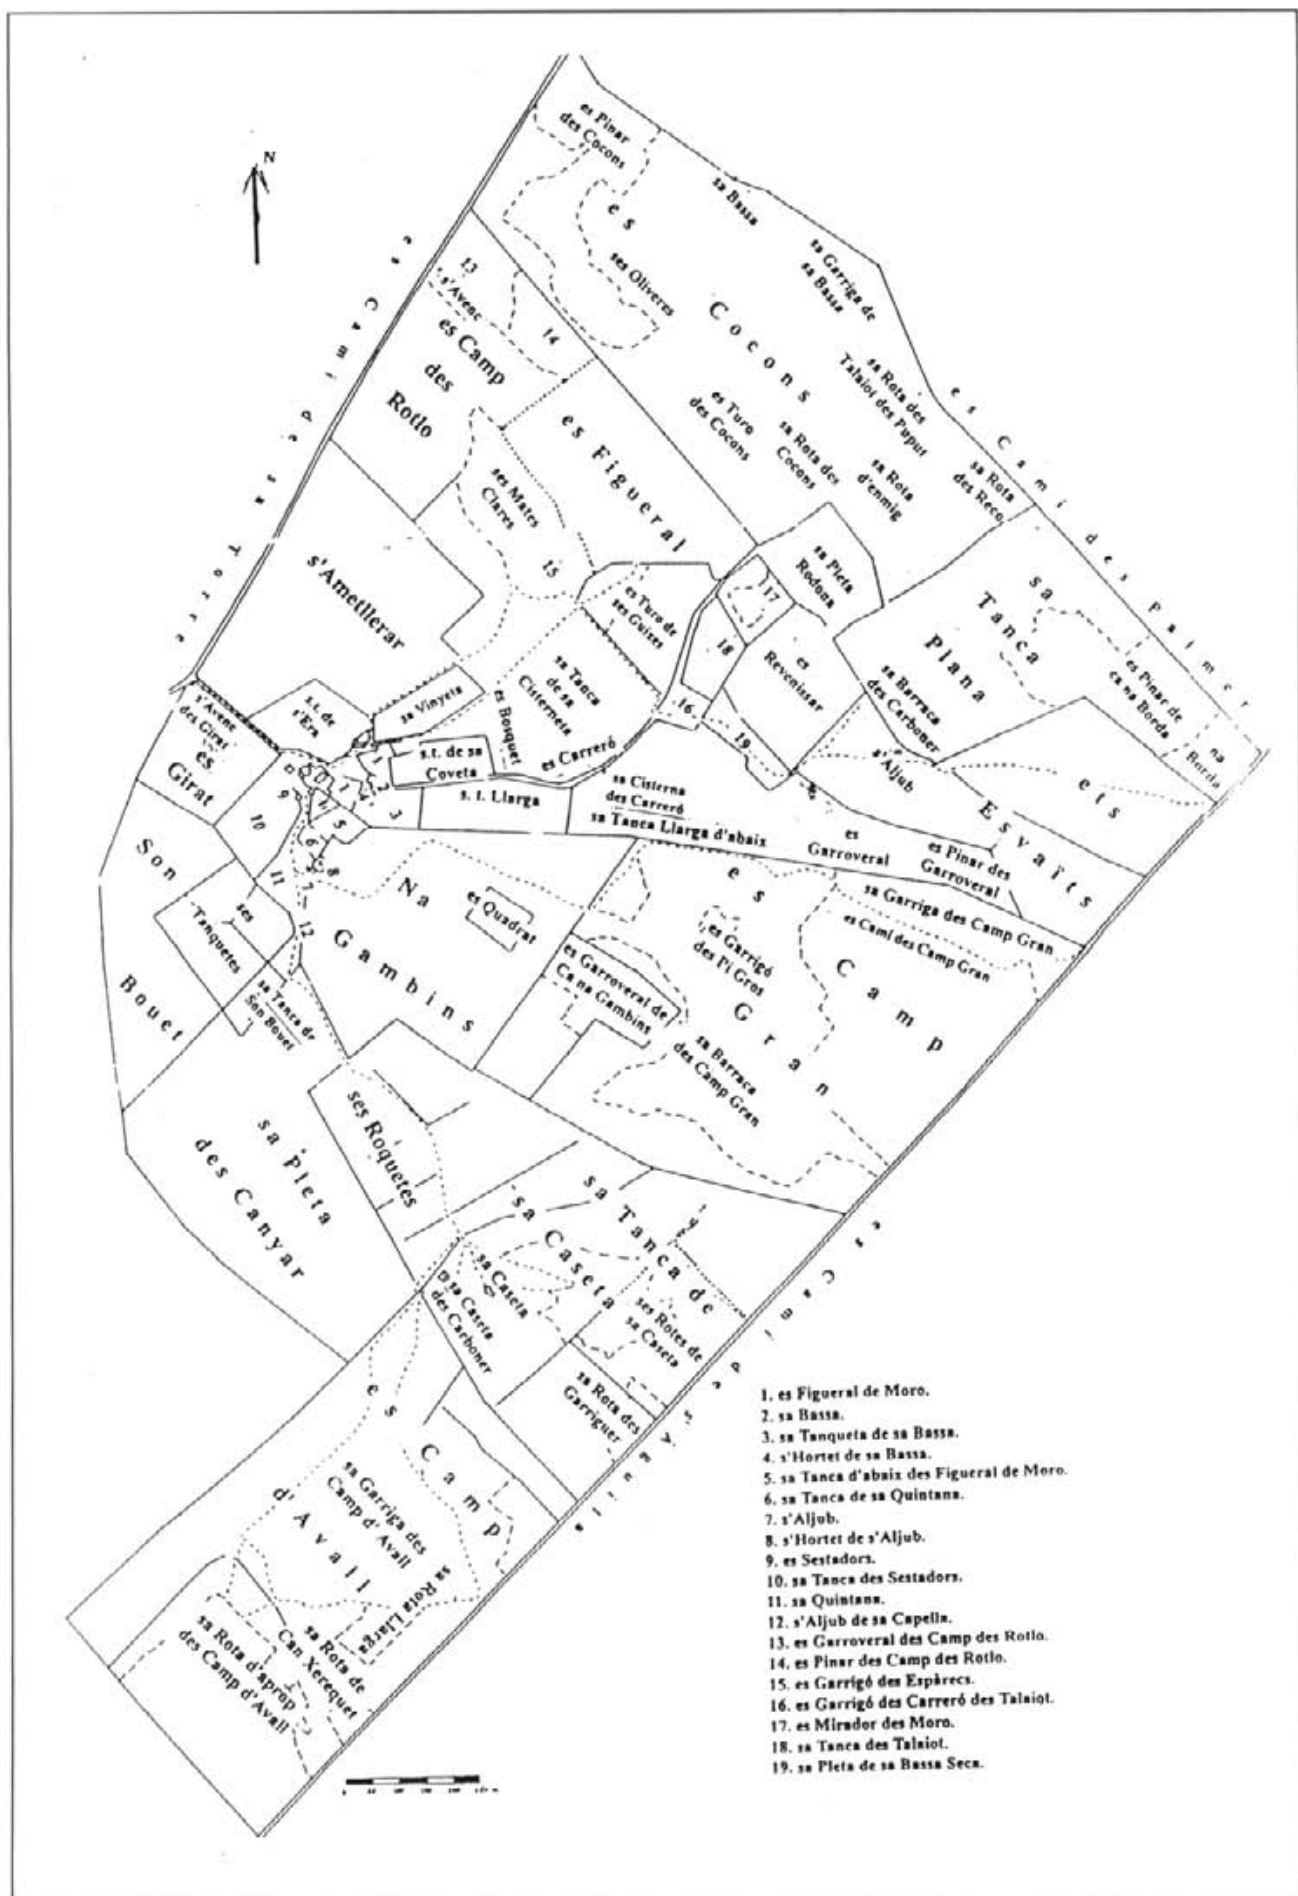 N
es Pinar
des Cocons
sa Bassa
es
Cocons
ses Oliveres
sa Garriga de
sa Bassa
es Camí de sa Torre
13
s'Avenc
14
es Camp
des
Rotlo
es Figueral
es Turo
des Cocons
sa Rota des
Cocons
sa Rota des
Talaiot des Puput
sa Rota
d'enmig
sa Rota
des Reco
es Camí des Palmer
ses Mates
Clares
15
s'Ametllerar
es Turo de
ses Guixes
17
sa Pleta
Rodona
18
es
Revenissar
sa
Tanca
Plana
es Pinar de
ca na Borda
na
Borda
s'Avenc
des Girat
s.t. de
s'Era
sa Vinyeta
es Bosquet
sa Tanca
de sa
Cisterneta
16
19
sa Barraca
des Carboner
s'Aljub
ets
Esvaïts
es
Girat
s.t. de sa
Coveta
es Carreró
1
2
3
4
5
6
7
8
9
10
11
12
s. t. Llarga
sa Cisterna
des Carreró
sa Tanca Llarga d'abaix
es
Garroveral
es Pinar des
Garroveral
Son
Bouet
ses
Tanquetes
sa Tanca de
Son Bouet
Na
Gambins
es Quadrat
es
Camp
Gran
es Garrigó
des Pi Gros
sa Garriga des Camp Gran
es Camí des Camp Gran
es Garroveral de
Ca na Gambins
sa Barraca
des Camp Gran
sa Pleta
des Canyar
ses Roquetes
sa Tanca de
sa Caseta
sa Caseta
sa Caseta
des Carboner
ses Rotes de
sa Caseta
sa Rota des
Garriguer
es Camí de s'Aguila
es Camp
d'Avall
sa Garriga des
Camp d'Avall
sa Rota Llarga
sa Rota de
Can Xerequet
sa Rota d'aprop
des Camp d'Avall
1. es Figueral de Moro.
2. sa Bassa.
3. sa Tanqueta de sa Bassa.
4. s'Hortet de sa Bassa.
5. sa Tanca d'abaix des Figueral de Moro.
6. sa Tanca de sa Quintana.
7. s'Aljub.
8. s'Hortet de s'Aljub.
9. es Sestadors.
10. sa Tanca des Sestadors.
11. sa Quintana.
12. s'Aljub de sa Capella.
13. es Garroveral des Camp des Rotlo.
14. es Pinar des Camp des Rotlo.
15. es Garrigó des Espàrecs.
16. es Garrigó des Carreró des Talaiot.
17. es Mirador des Moro.
18. sa Tanca des Talaiot.
19. sa Pleta de sa Bassa Seca.